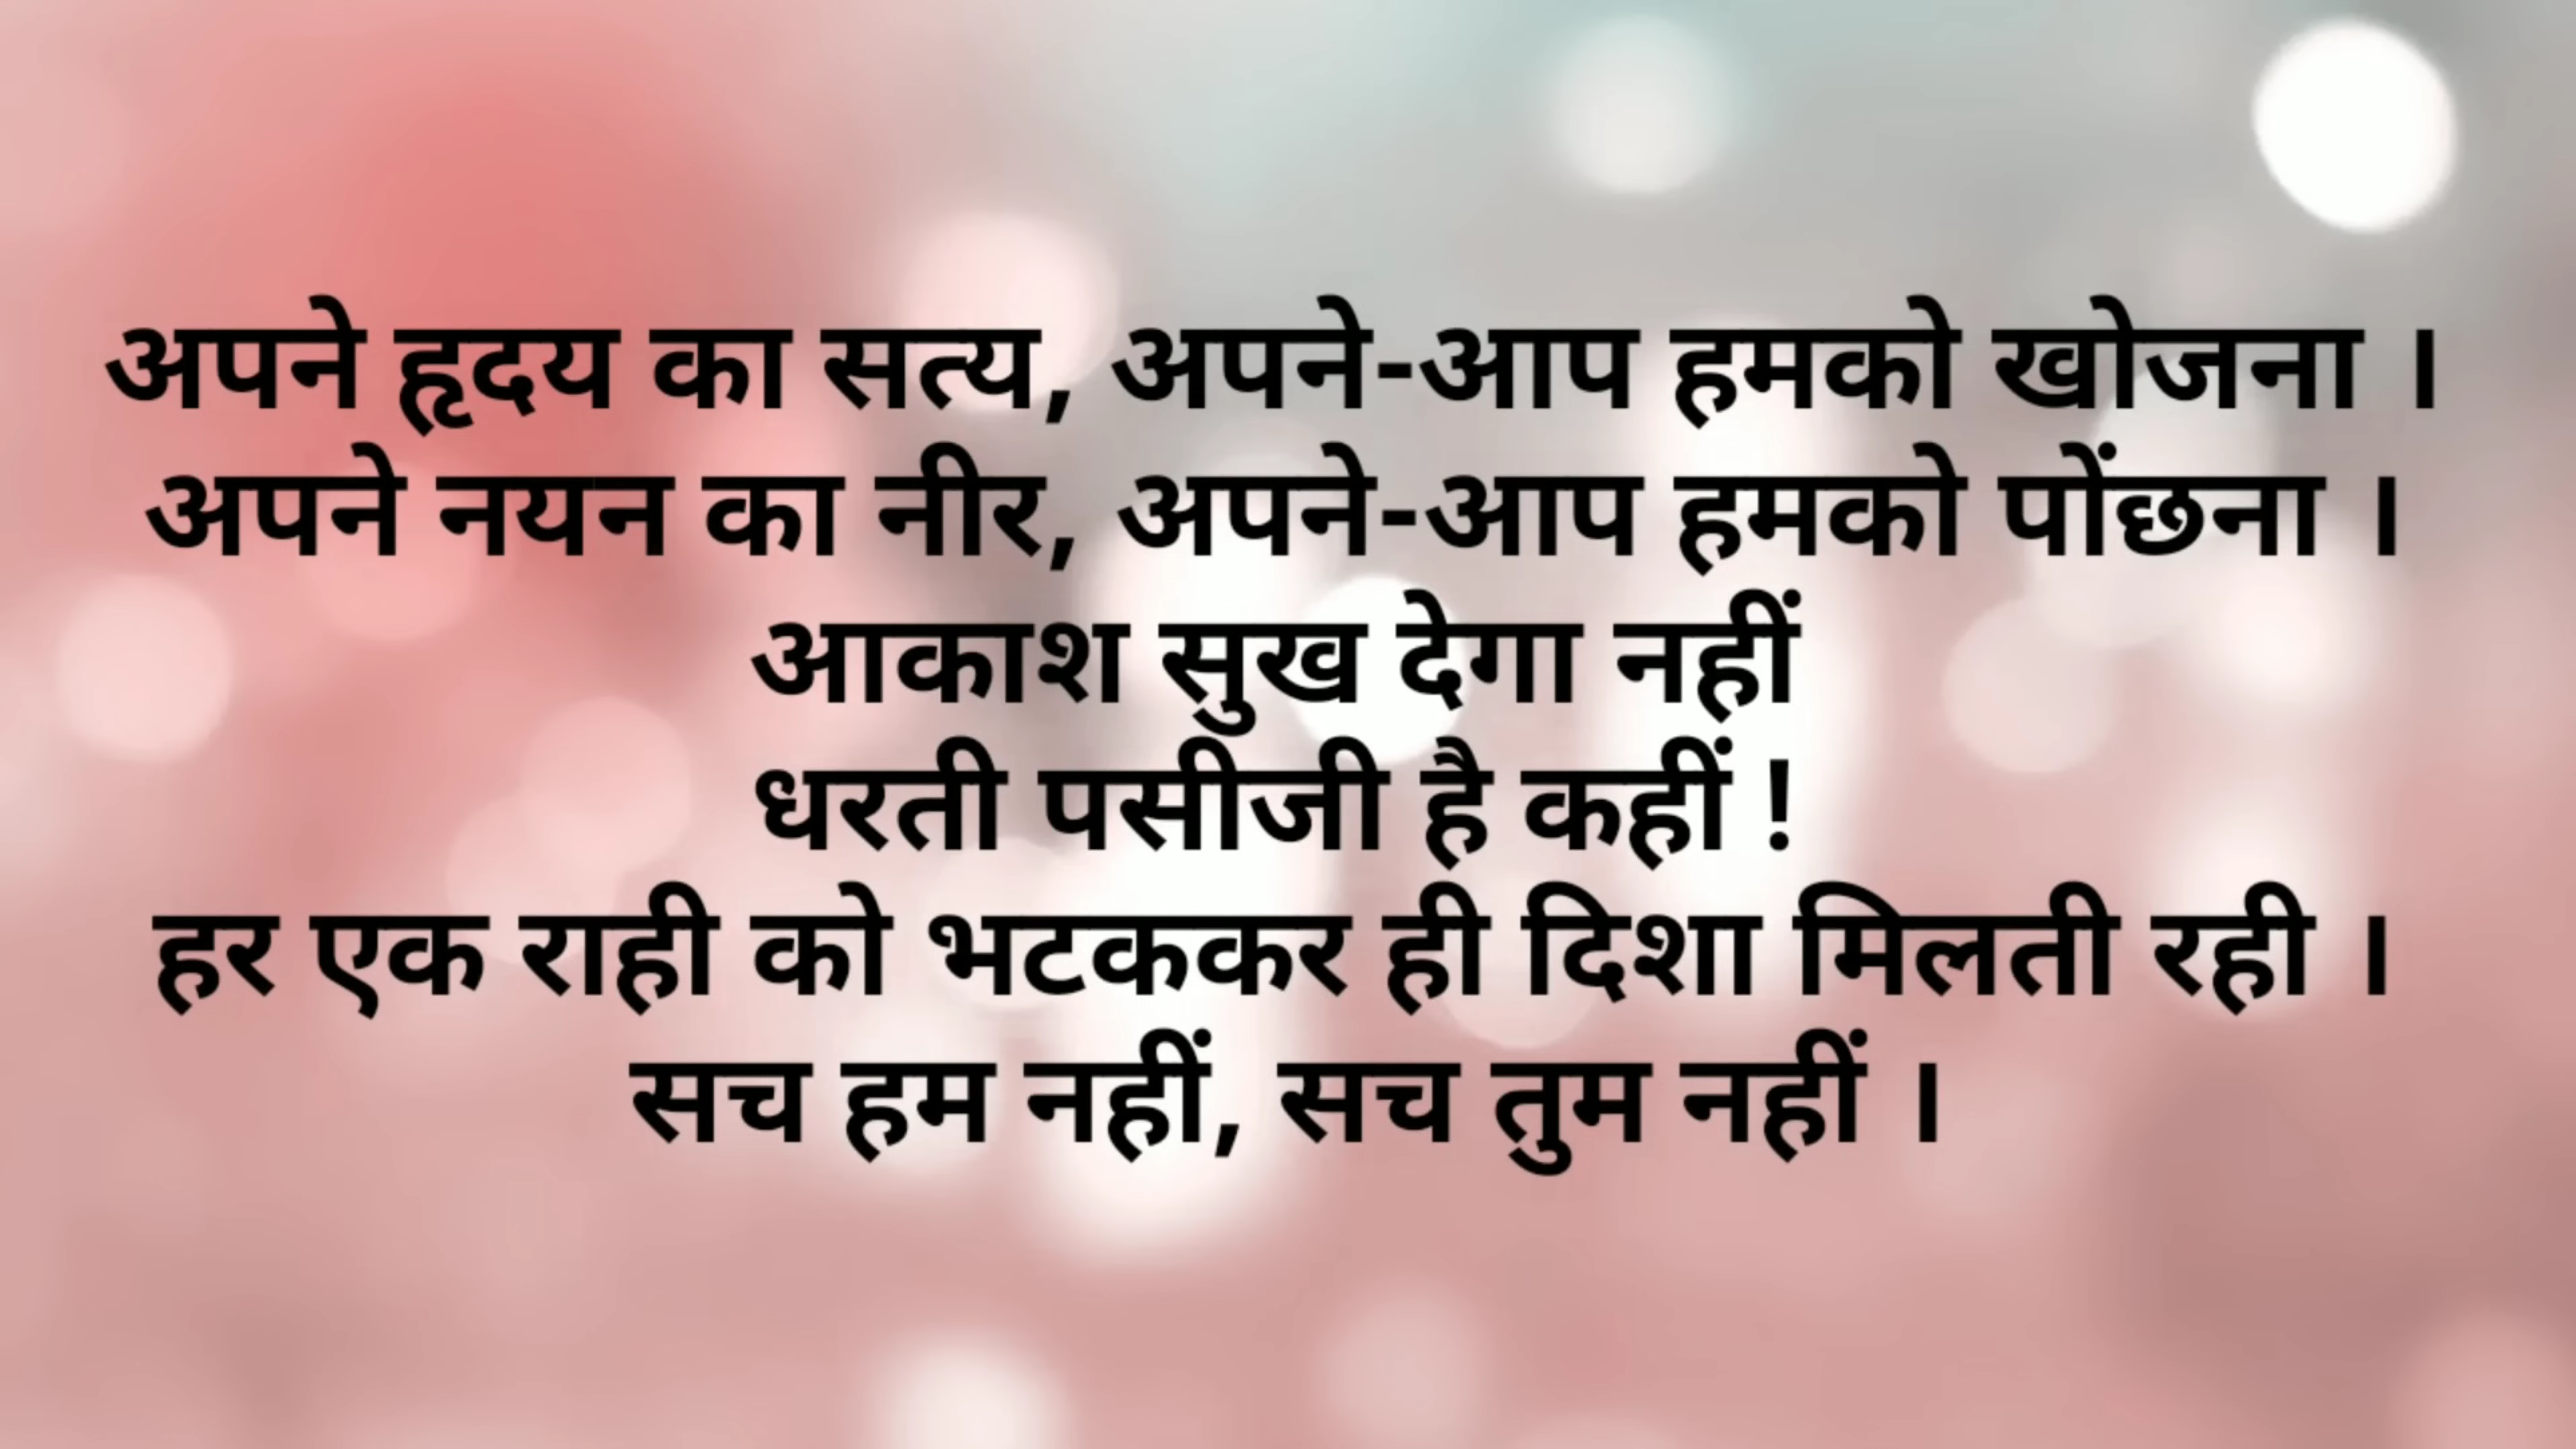 अपने हृदय का सत्य, अपने-आप हमको खोजना ।
अपने नयन का नीर, अपने-आप हमको पोंछना ।
आकाश सुख देगा नहीं
धरती पसीजी है कहीं !
हर एक राही को भटककर ही दिशा मिलती रही ।
सच हम नहीं, सच तुम नहीं ।